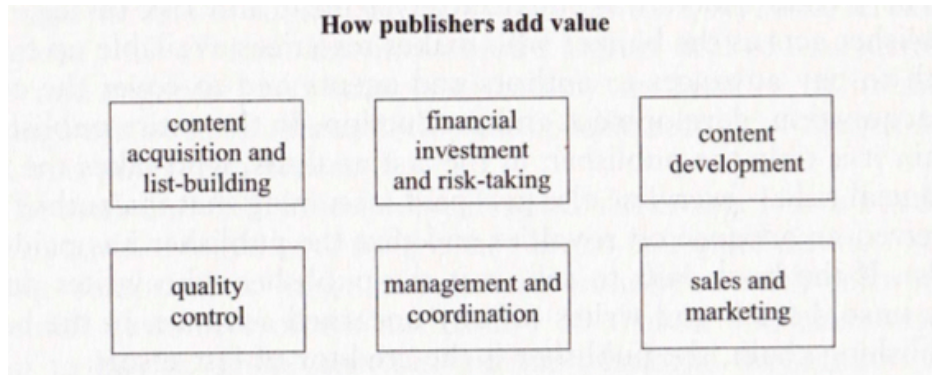 How publishers add value
content
acquisition and
list-building
financial
investment
and risk-taking
content
development
quality
control
management and
coordination
sales and
marketing